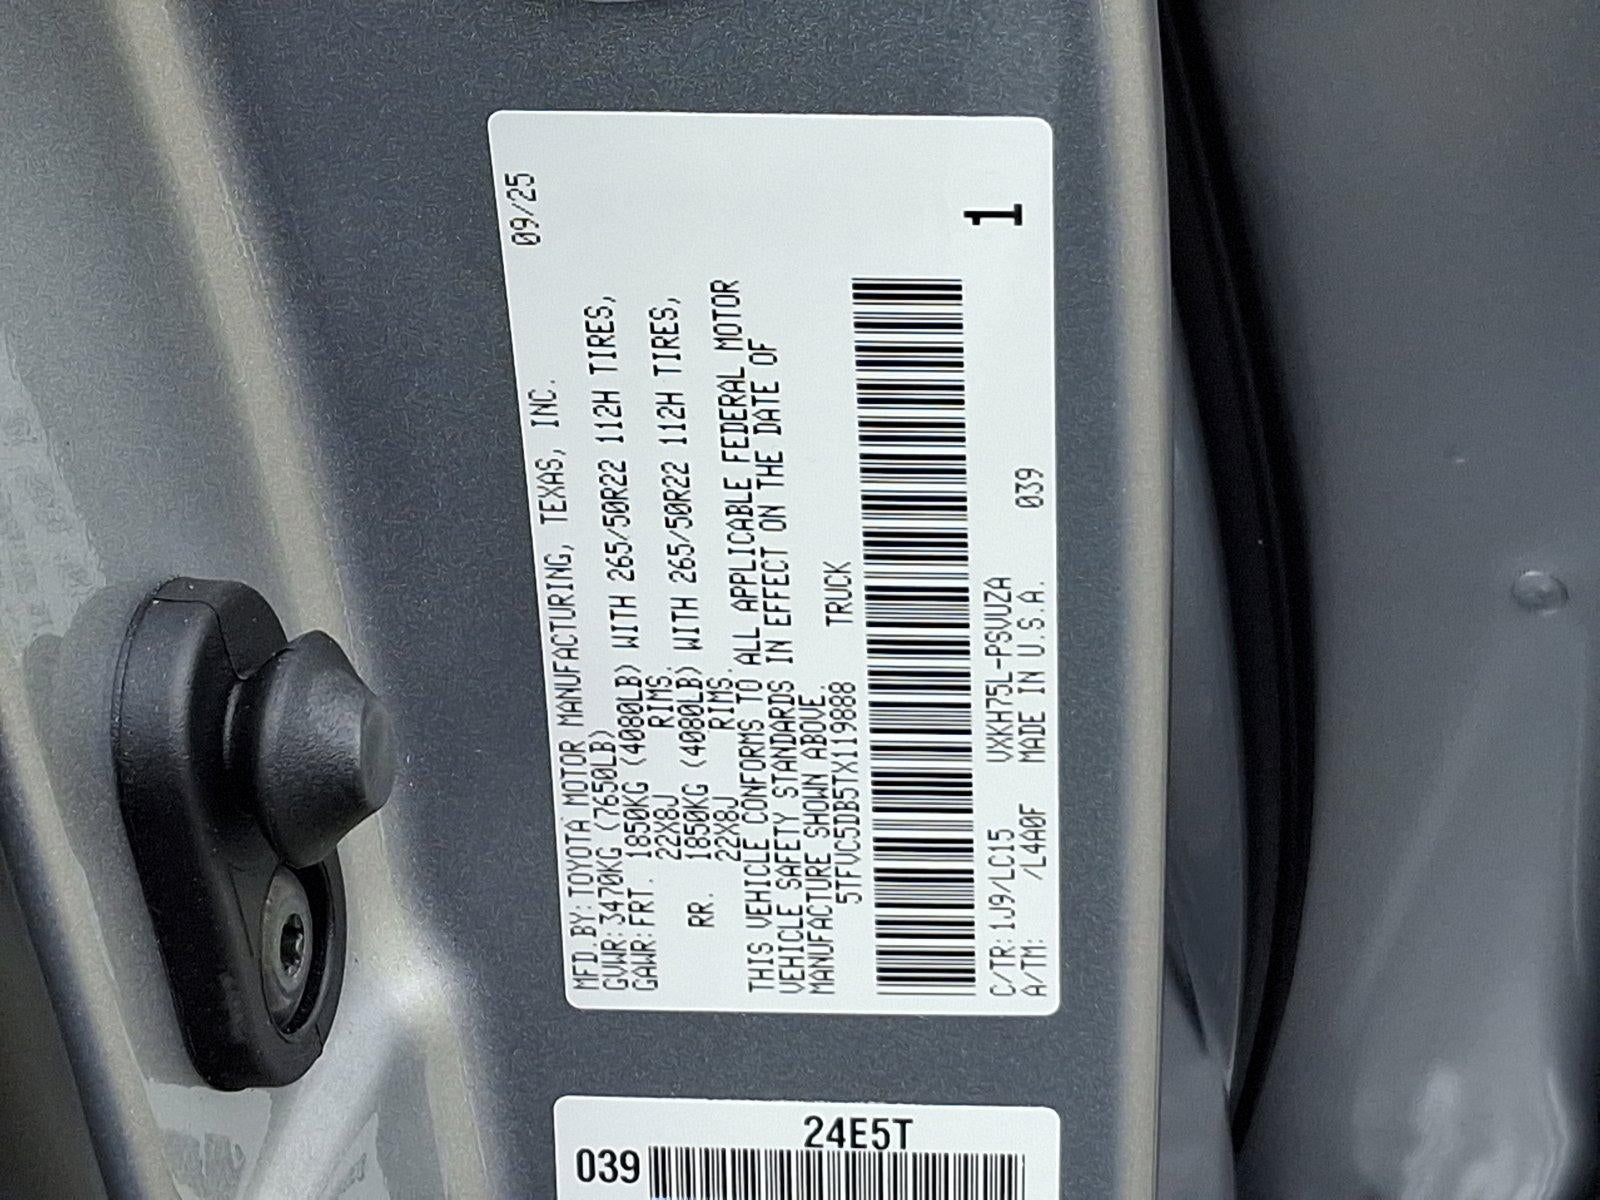 09/25
MFD.BY:TOYOTA MOTOR MANUFACTURING, TEXAS, INC.
GVWR:3470KG (7650LB)
GAWR:FRT. 1850KG (4080LB) WITH 265/50R22 112H TIRES,
22X8J RIMS.
RR. 1850KG (4080LB) WITH 265/50R22 112H TIRES,
22X8J RIMS.
THIS VEHICLE CONFORMS TO ALL APPLICABLE FEDERAL MOTOR
VEHICLE SAFETY STANDARDS IN EFFECT ON THE DATE OF
MANUFACTURE SHOWN ABOVE.
5TFVC5DB5TX119888 TRUCK
1
C/TR:1J9/LC15 VXKH75L-PSVUZA
A/TM: /L4A0F MADE IN U.S.A. 039
24E5T
039